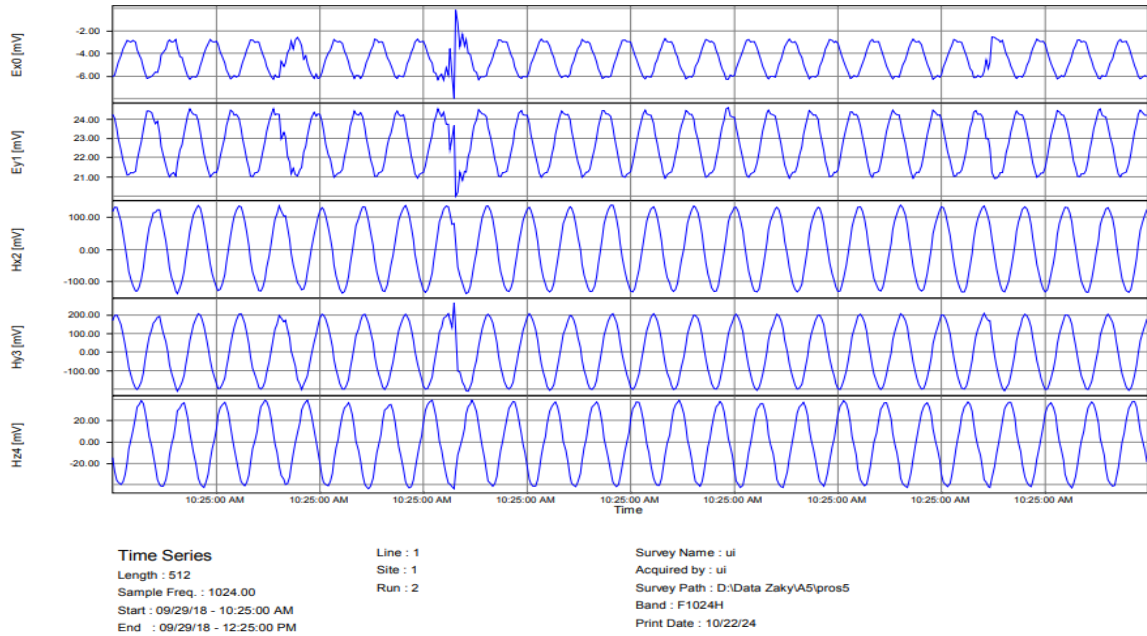 Ex0 [mV]
-2.00
-4.00
-6.00
Ey1 [mV]
24.00
23.00
22.00
21.00
Hx2 [mV]
100.00
0.00
-100.00
Hy3 [mV]
200.00
100.00
0.00
-100.00
Hz4 [mV]
20.00
0.00
-20.00
10:25:00 AM 10:25:00 AM 10:25:00 AM 10:25:00 AM 10:25:00 AM 10:25:00 AM 10:25:00 AM 10:25:00 AM 10:25:00 AM
Time
Time Series
Length : 512
Sample Freq. : 1024.00
Start : 09/29/18 - 10:25:00 AM
End : 09/29/18 - 12:25:00 PM
Line : 1
Site : 1
Run : 2
Survey Name : ui
Acquired by : ui
Survey Path : D:\Data Zaky\A5\pros5
Band : F1024H
Print Date : 10/22/24